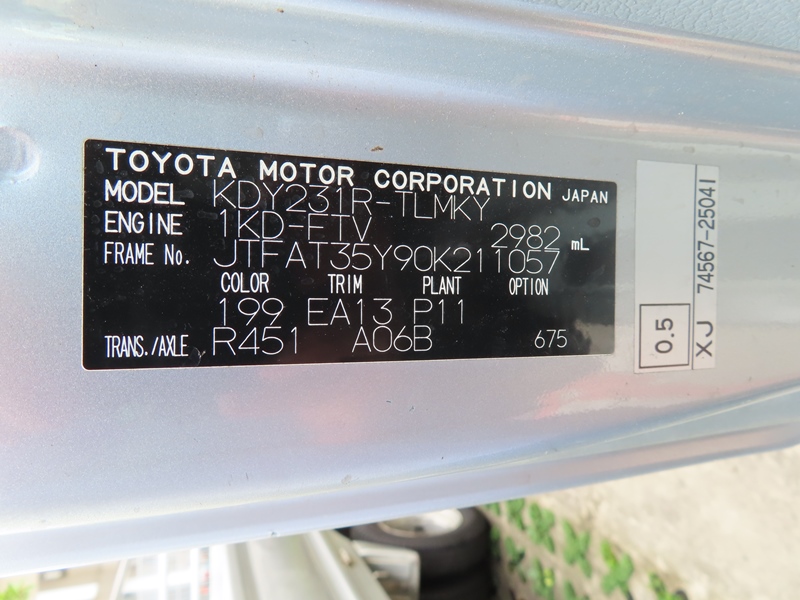 TOYOTA MOTOR CORPORATION JAPAN
MODEL KDY231R-TLMKY
ENGINE 1KD-FTV 2982 mL
FRAME No. JTFAT35Y90K211057
COLOR TRIM PLANT OPTION
199 EA13 P11
TRANS./AXLE R451 A06B 675
0.5
XJ 74567-25041